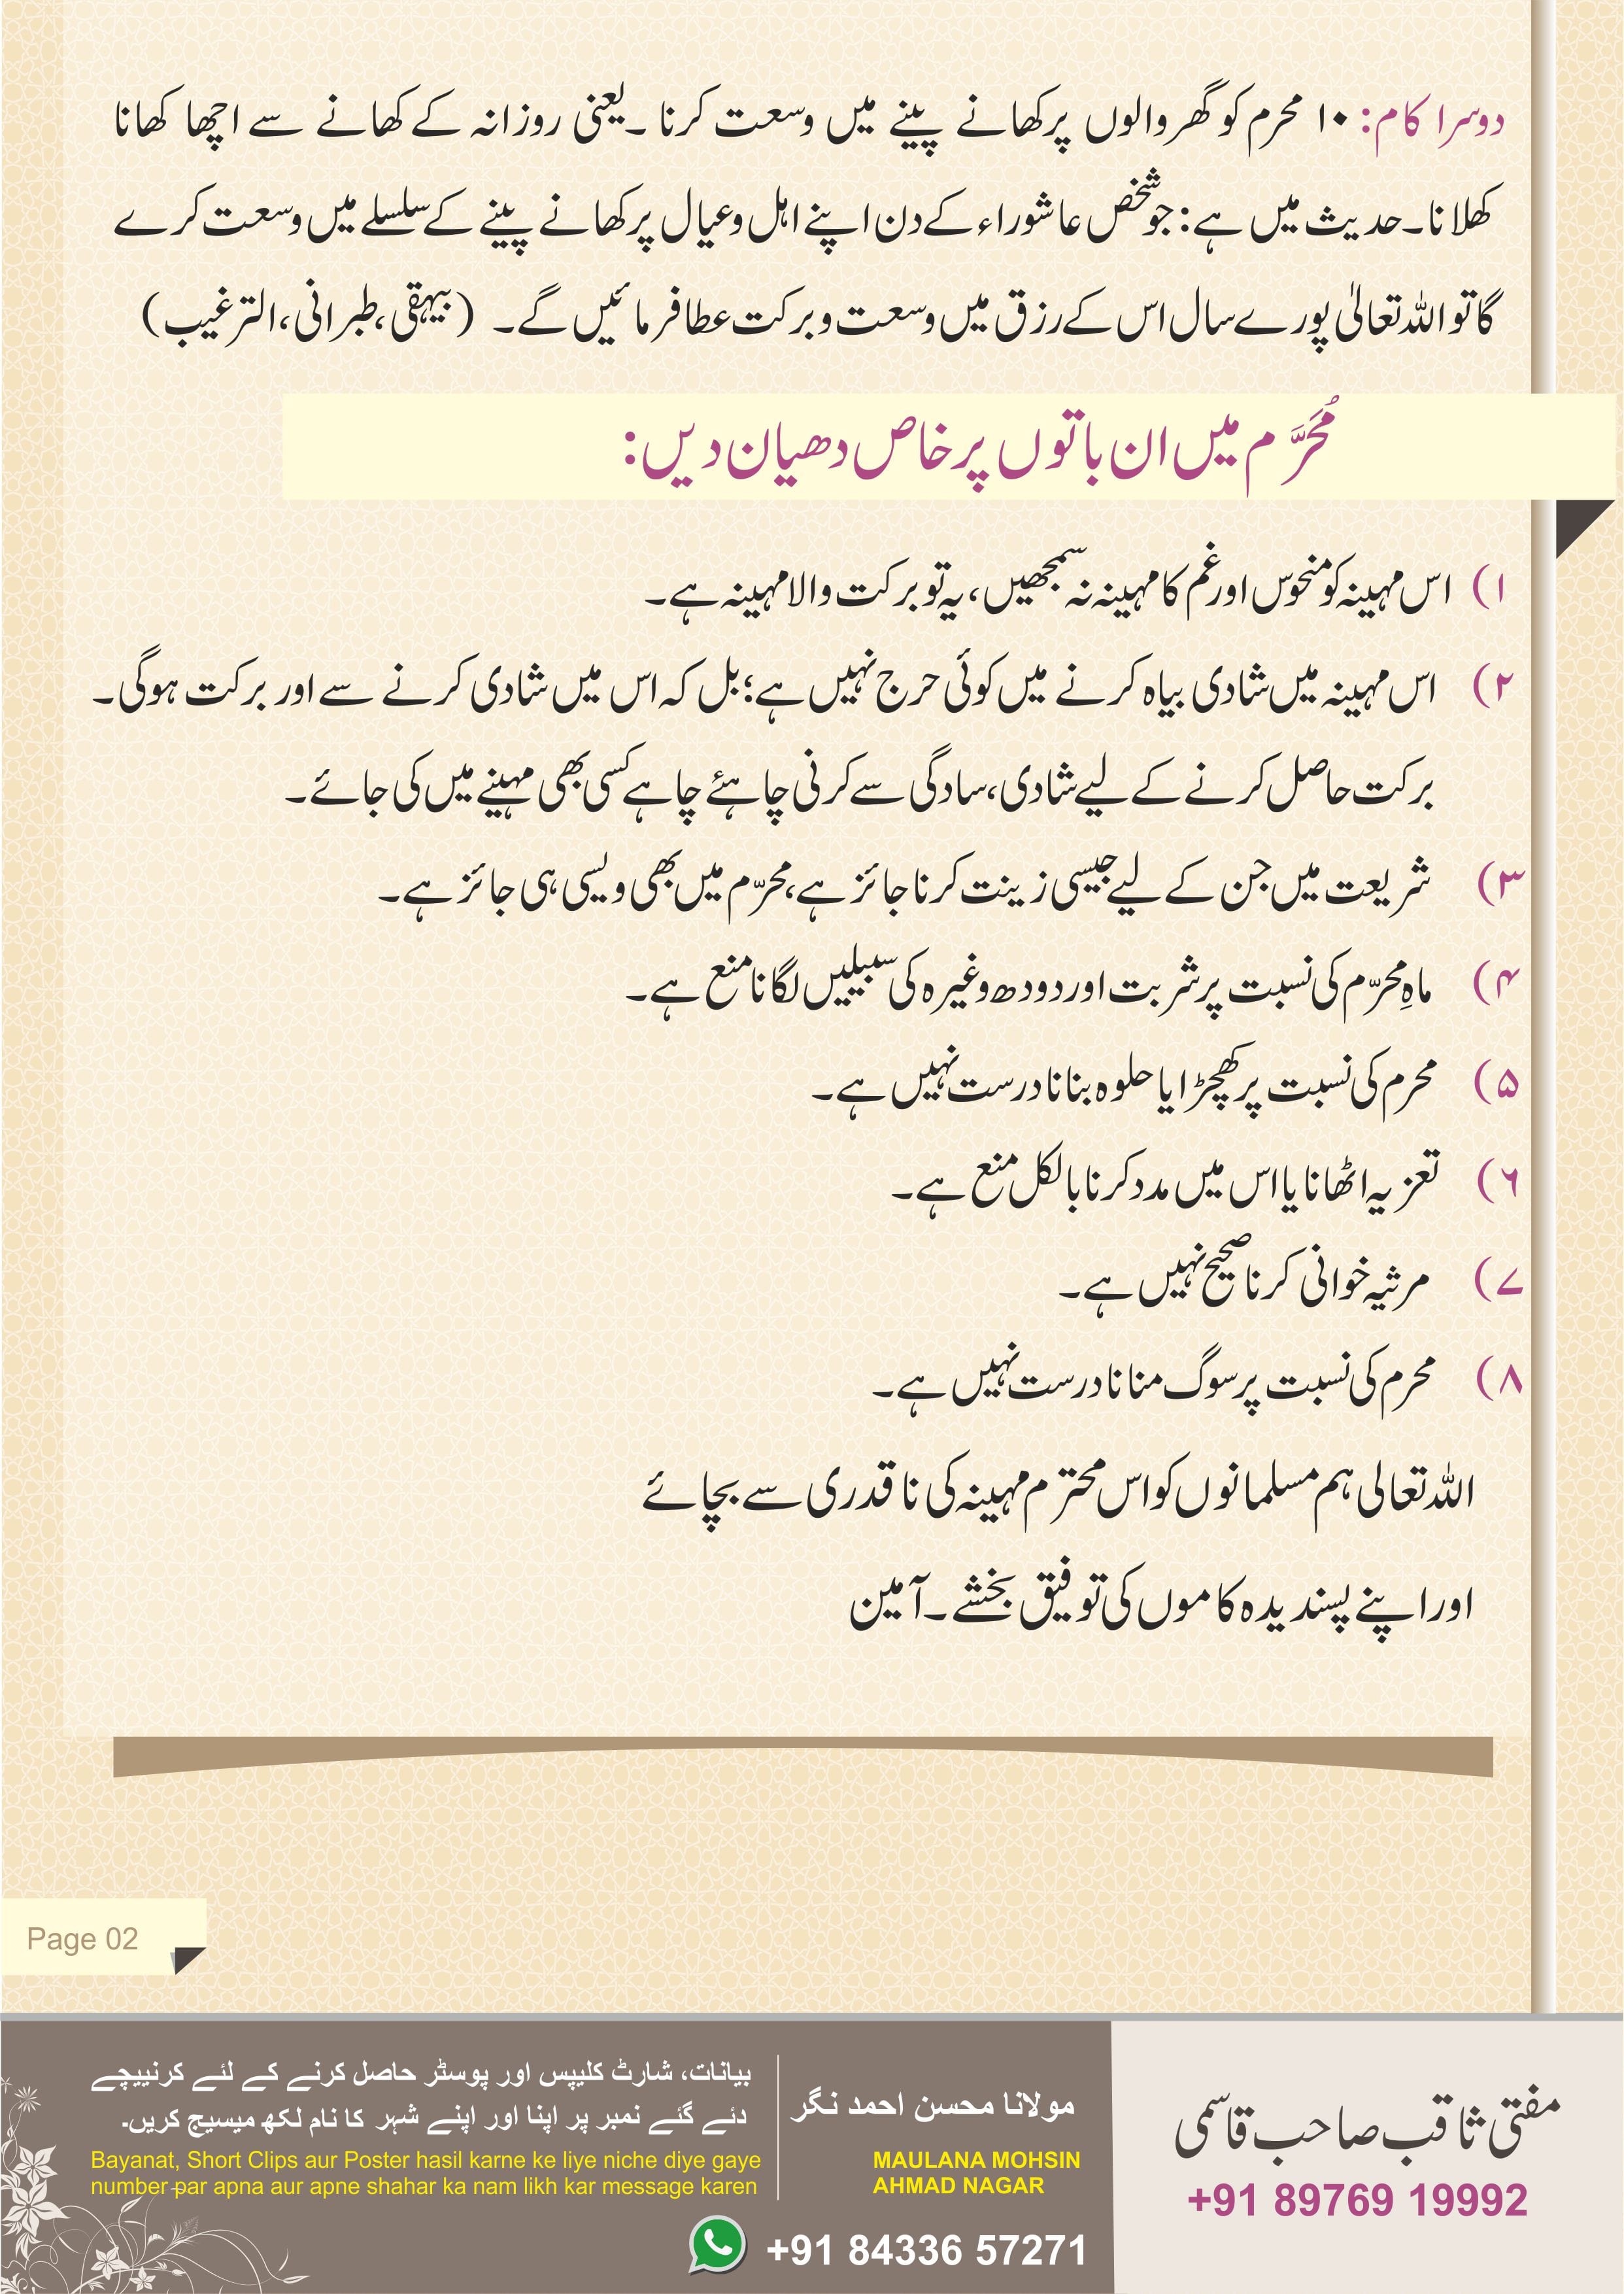 دوسرا کام: ۱۰ محرم کو گھر والوں پر کھانے پینے میں وسعت کرنا۔ یعنی روزانہ کے کھانے سے اچھا کھانا
کھلانا۔ حدیث میں ہے: جو شخص عاشوراء کے دن اپنے اہل و عیال پر کھانے پینے کے سلسلے میں وسعت کرے
گا تو اللہ تعالیٰ پورے سال اس کے رزق میں وسعت و برکت عطا فرمائیں گے۔ (بیہقی، طبرانی، الترغیب)
مُحَرَّم میں ان باتوں پر خاص دھیان دیں:
۱) اس مہینہ کو منحوس اور غم کا مہینہ نہ سمجھیں، یہ تو برکت والا مہینہ ہے۔
۲) اس مہینہ میں شادی بیاہ کرنے میں کوئی حرج نہیں ہے؛ بل کہ اس میں شادی کرنے سے اور برکت ہوگی۔
برکت حاصل کرنے کے لیے شادی، سادگی سے کرنی چاہئے چاہے کسی بھی مہینے میں کی جائے۔
۳) شریعت میں جن کے لیے جیسی زینت کرنا جائز ہے، محرّم میں بھی ویسی ہی جائز ہے۔
۴) ماہِ محرّم کی نسبت پر شربت اور دودھ وغیرہ کی سبیلیں لگانا منع ہے۔
۵) محرم کی نسبت پر کھچڑا یا حلوہ بنانا درست نہیں ہے۔
۶) تعزیہ اٹھانا یا اس میں مدد کرنا بالکل منع ہے۔
۷) مرثیہ خوانی کرنا صحیح نہیں ہے۔
۸) محرم کی نسبت پر سوگ منانا درست نہیں ہے۔
اللہ تعالی ہم مسلمانوں کو اس محترم مہینہ کی ناقدری سے بچائے
اور اپنے پسندیدہ کاموں کی توفیق بخشے۔ آمین
Page 02
مفتی ثاقب صاحب قاسمی
+91 89769 19992
مولانا محسن احمد نگر
MAULANA MOHSIN
AHMAD NAGAR
بیانات، شارٹ کلیپس اور پوسٹر حاصل کرنے کے لئے کرنییچے
دئے گئے نمبر پر اپنا اور اپنے شہر کا نام لکھ میسیج کریں۔
Bayanat, Short Clips aur Poster hasil karne ke liye niche diye gaye
number par apna aur apne shahar ka nam likh kar message karen
+91 84336 57271